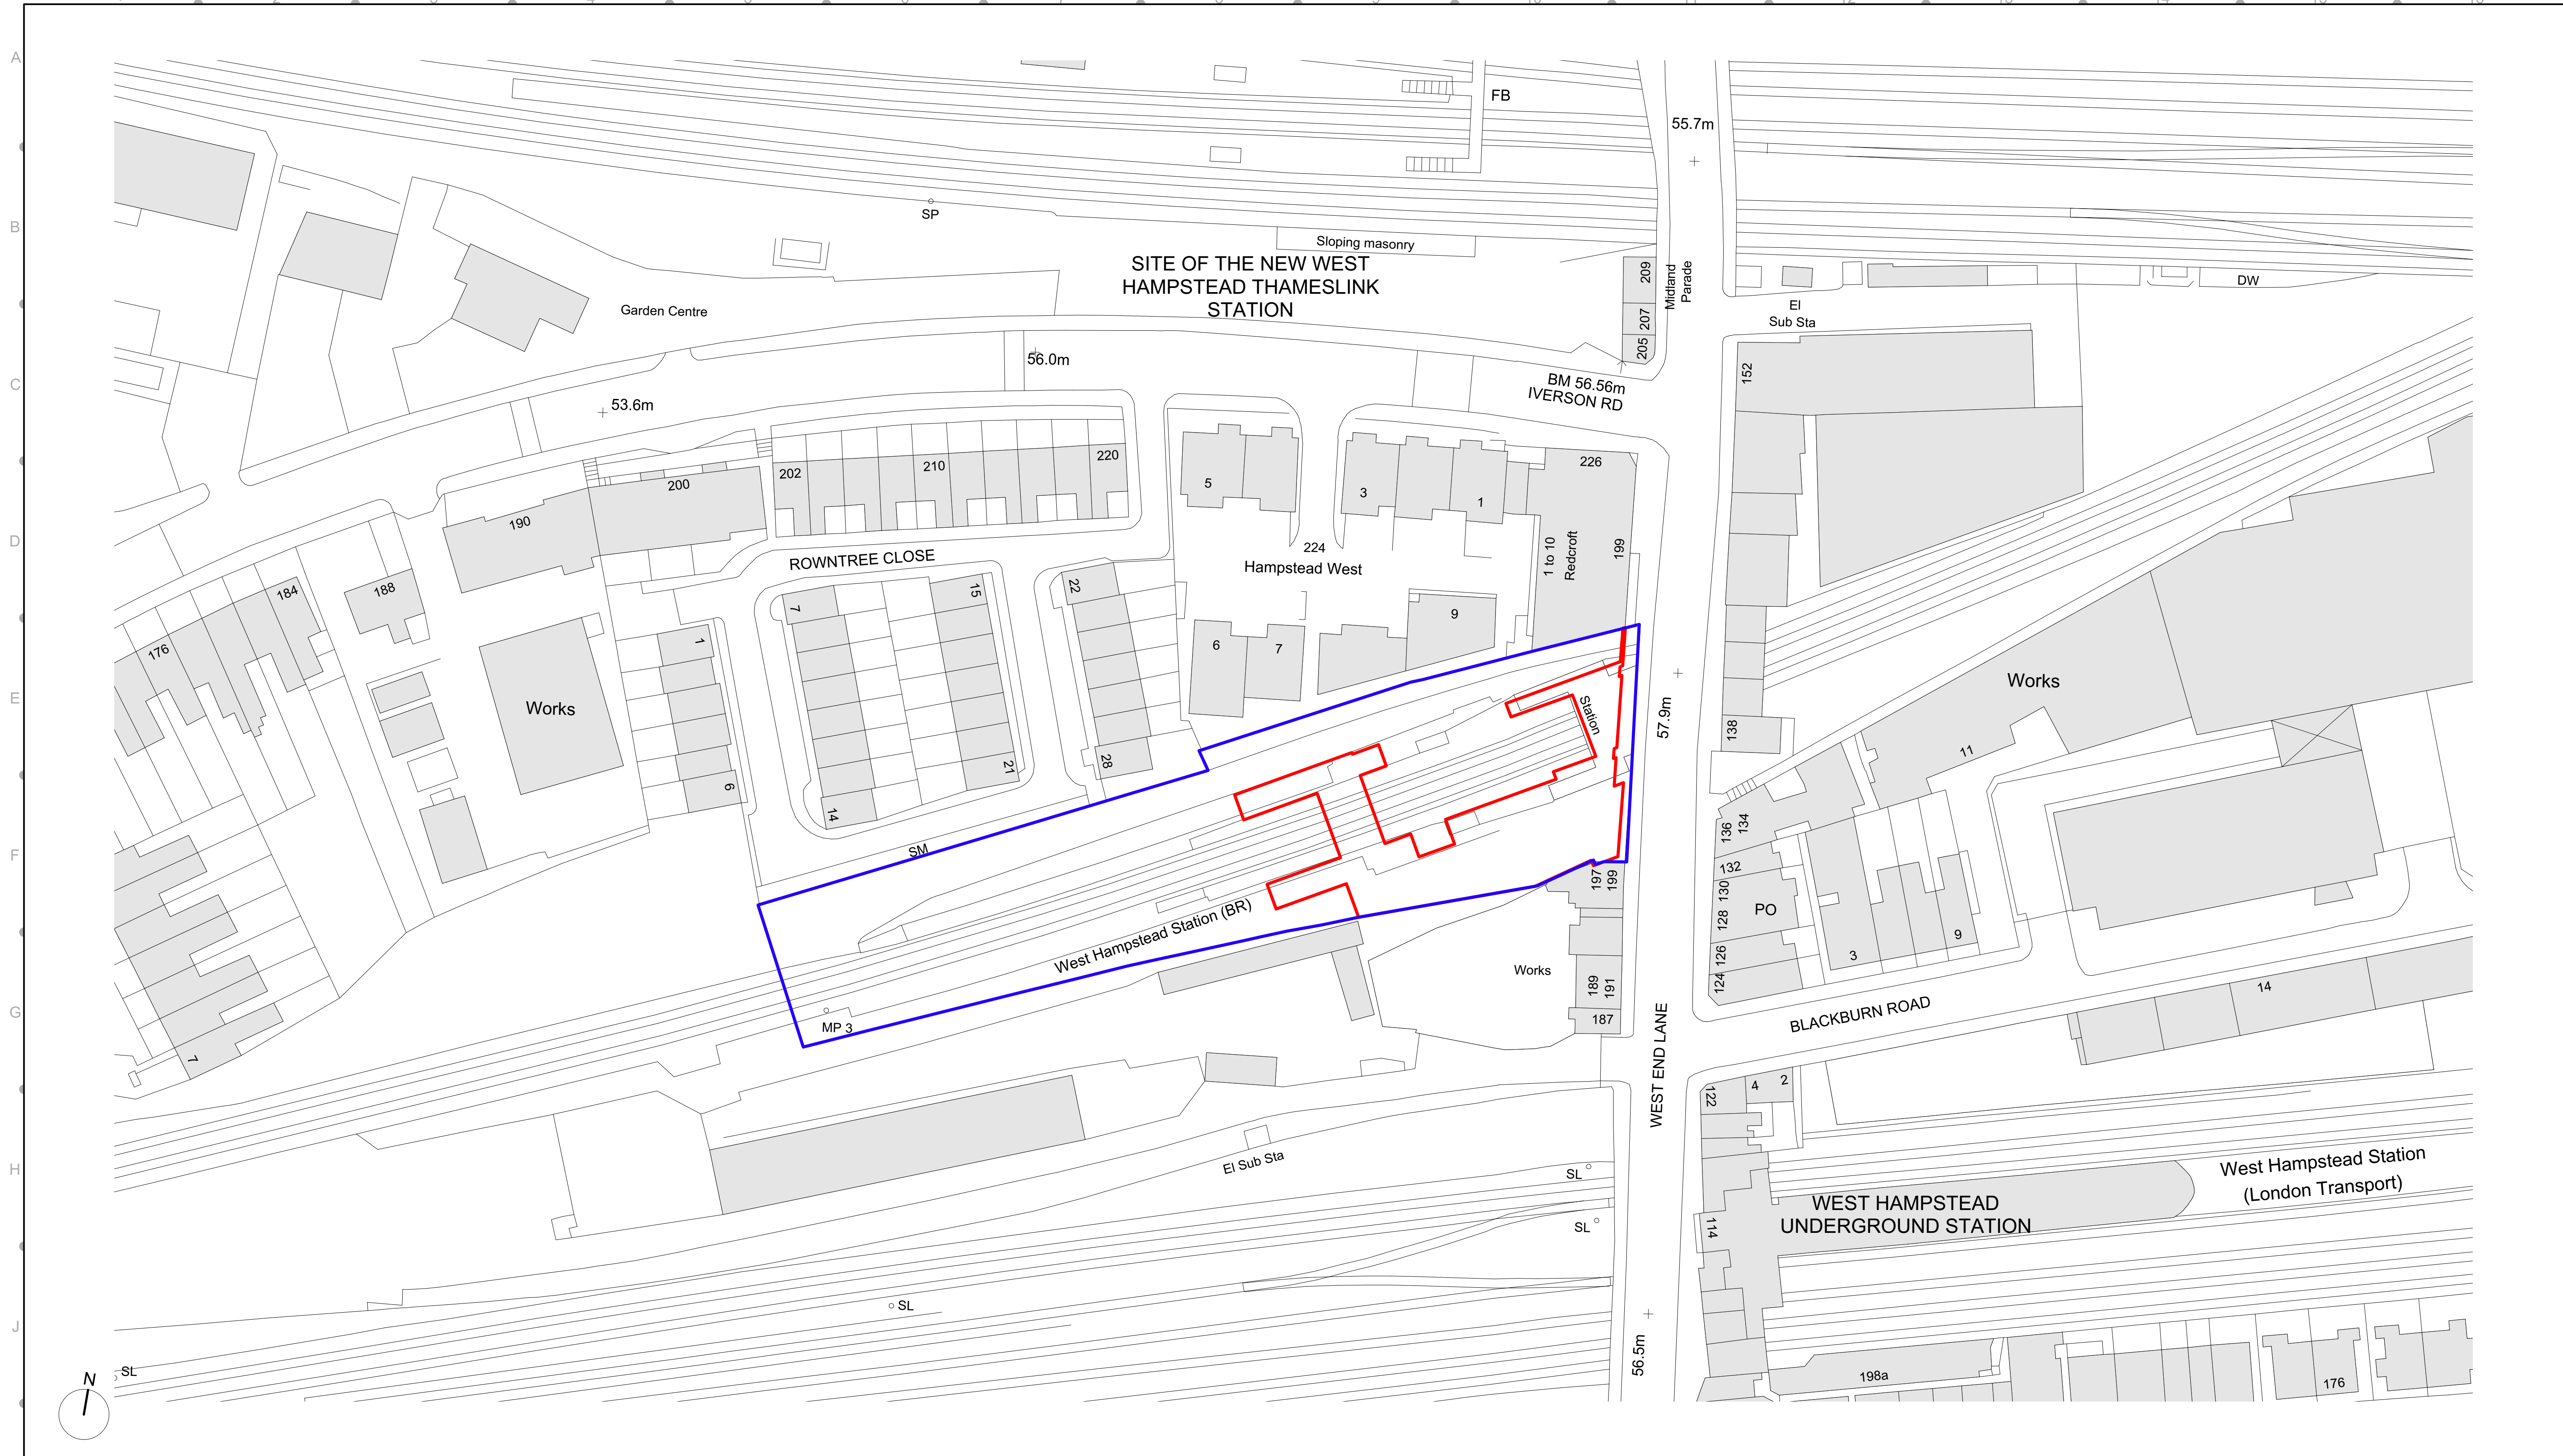 A
B
C
D
E
F
G
H
J
FB
55.7m
SP
Sloping masonry
SITE OF THE NEW WEST
HAMPSTEAD THAMESLINK
STATION
209
207
205
Midland
Parade
El
Sub Sta
DW
Garden Centre
56.0m
53.6m
BM 56.56m
IVERSON RD
152
202
210
220
200
190
5
3
1
226
ROWNTREE CLOSE
224
Hampstead West
1 to 10
Redcroft
199
184
188
176
7
15
22
9
1
6
7
Works
Works
Station
57.9m
138
11
28
21
6
14
SM
136
134
132
130
128
126
124
PO
3
9
197
199
West Hampstead Station (BR)
Works
189
191
187
MP 3
7
14
BLACKBURN ROAD
WEST END LANE
122
4
2
El Sub Sta
SL
SL
West Hampstead Station
(London Transport)
WEST HAMPSTEAD
UNDERGROUND STATION
114
SL
56.5m
SL
198a
176
N